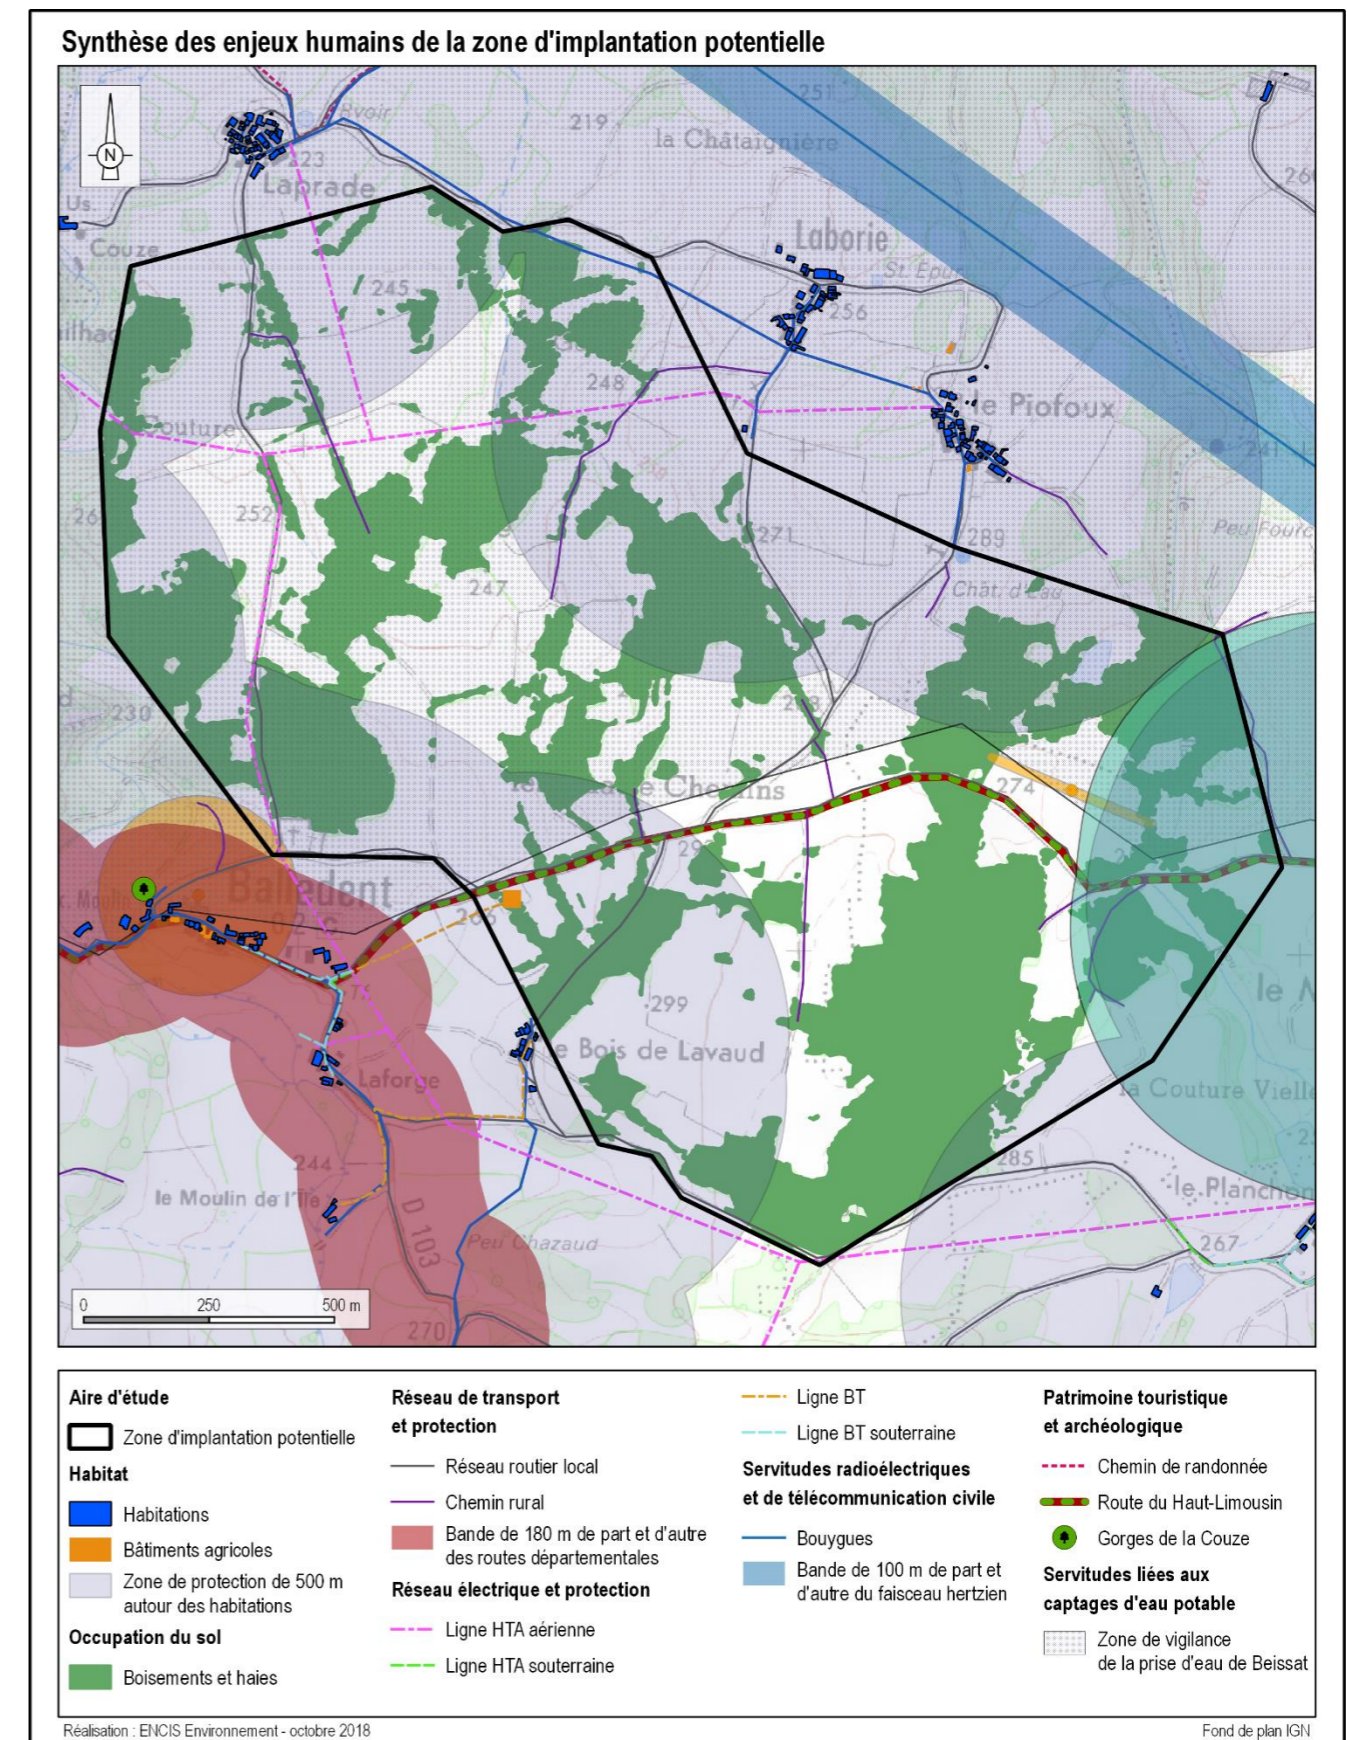 Synthèse des enjeux humains de la zone d'implantation potentielle
N
257
219
la Châtaignière
260
Laprade
Us.
Couze
Laborie
245
256
248
le Piofoux
241
Couture
252
271
289
Peu Fourc
Chât. d'Eau
247
230
274
Balledent
299
le Bois de Lavaud
la Couture Vieille
Laforge
244
285
le Moulin de l'Île
le Planchon
D 103
Peu Chazaud
267
270
0 250 500 m
Aire d'étude
Zone d'implantation potentielle
Habitat
Habitations
Bâtiments agricoles
Zone de protection de 500 m
autour des habitations
Occupation du sol
Boisements et haies
Réseau de transport
et protection
Réseau routier local
Chemin rural
Bande de 180 m de part et d'autre
des routes départementales
Réseau électrique et protection
Ligne HTA aérienne
Ligne HTA souterraine
Ligne BT
Ligne BT souterraine
Servitudes radioélectriques
et de télécommunication civile
Bouygues
Bande de 100 m de part et
d'autre du faisceau hertzien
Patrimoine touristique
et archéologique
Chemin de randonnée
Route du Haut-Limousin
Gorges de la Couze
Servitudes liées aux
captages d'eau potable
Zone de vigilance
de la prise d'eau de Beissat
Réalisation : ENCIS Environnement - octobre 2018
Fond de plan IGN